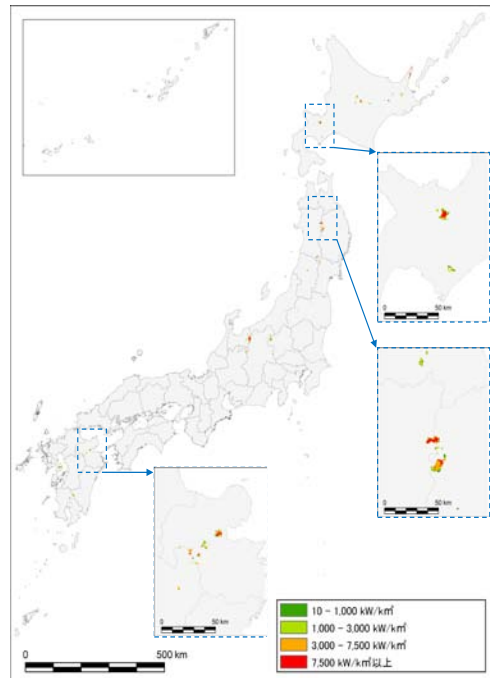 0 50 km
0 50 km
0 50 km
10 - 1,000 kW/k㎡
1,000 - 3,000 kW/k㎡
3,000 - 7,500 kW/k㎡
7,500 kW/k㎡以上
0 500 km